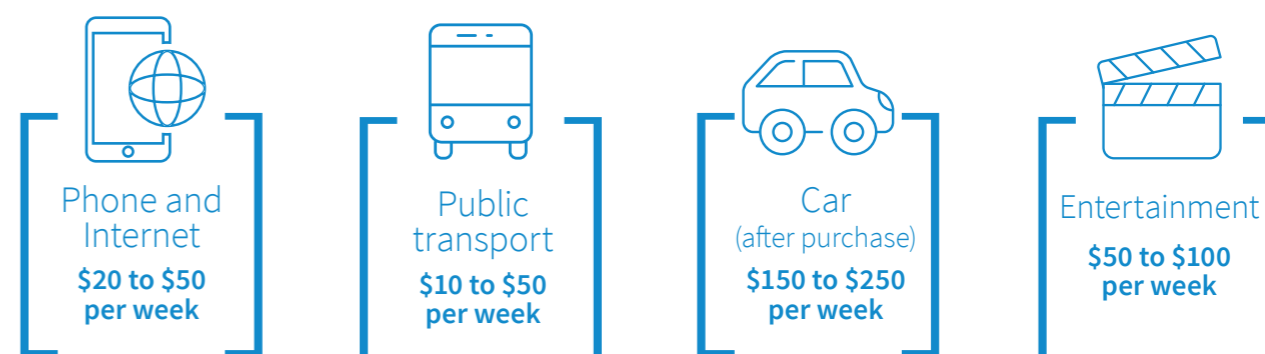 Phone and
Internet
$20 to $50
per week
Public
transport
$10 to $50
per week
Car
(after purchase)
$150 to $250
per week
Entertainment
$50 to $100
per week